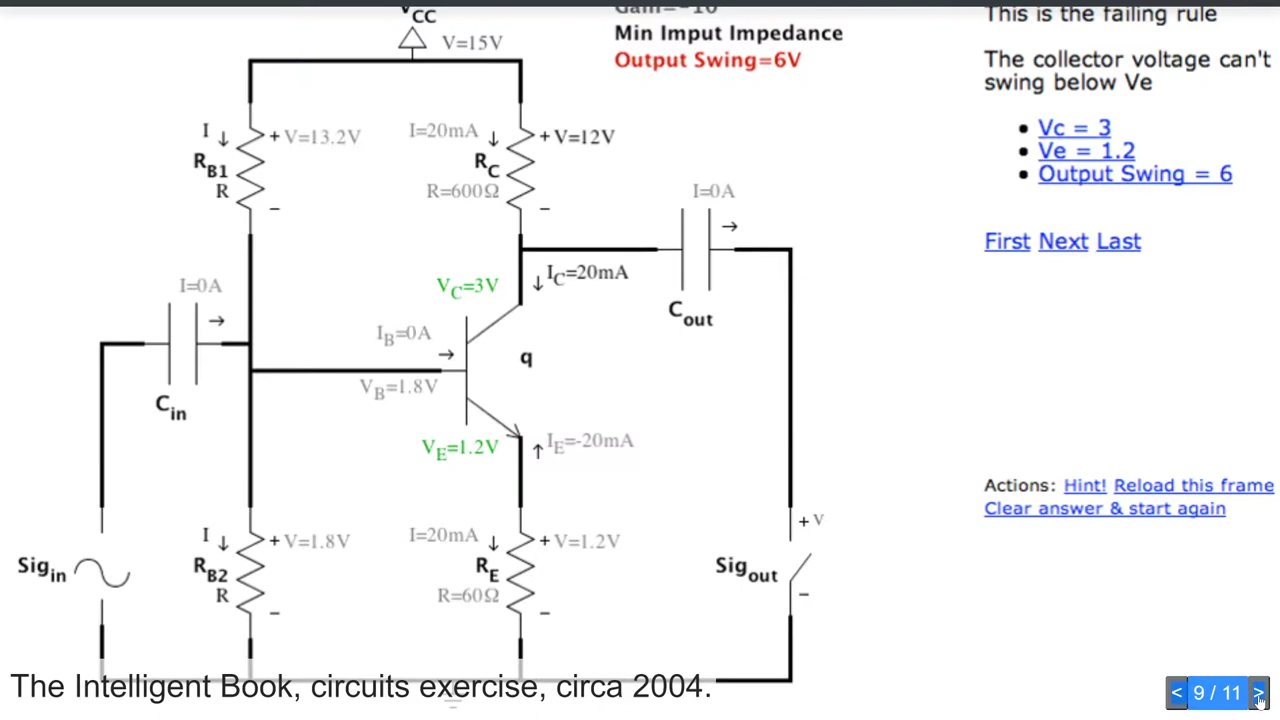 VCC
V=15V
Gain=-10
Min Imput Impedance
Output Swing=6V
This is the failing rule
The collector voltage can't
swing below Ve
• Vc = 3
• Ve = 1.2
• Output Swing = 6
First Next Last
I ↓
+ V=13.2V
RB1
R
−
I=20mA ↓
+ V=12V
RC
R=600Ω
−
I=0A
→
Cout
I=0A
→
Cin
VC=3V
↓ IC=20mA
IB=0A
→
VB=1.8V
q
VE=1.2V
↑ IE=-20mA
Actions: Hint! Reload this frame
Clear answer & start again
I ↓
+ V=1.8V
RB2
R
−
I=20mA ↓
+ V=1.2V
RE
R=60Ω
−
Sigin
+ V
Sigout
−
The Intelligent Book, circuits exercise, circa 2004.
< 9 / 11 >